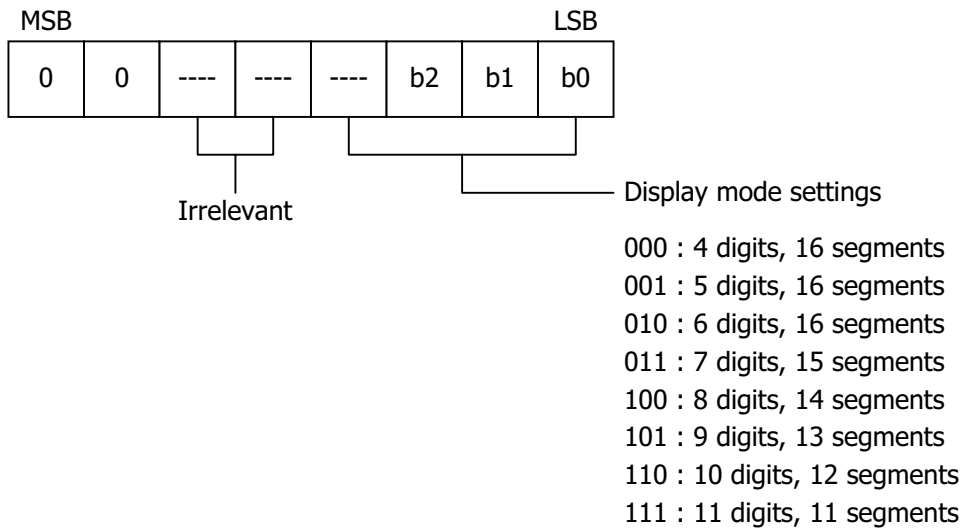 MSB LSB
0 0 ---- ---- ---- b2 b1 b0
Display mode settings
Irrelevant
000 : 4 digits, 16 segments
001 : 5 digits, 16 segments
010 : 6 digits, 16 segments
011 : 7 digits, 15 segments
100 : 8 digits, 14 segments
101 : 9 digits, 13 segments
110 : 10 digits, 12 segments
111 : 11 digits, 11 segments